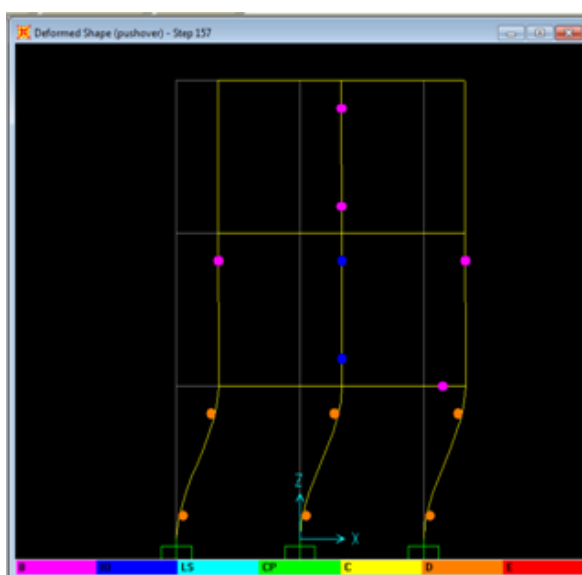 Deformed Shape (pushover) - Step 157
Z
X
B IO LS CP C D E